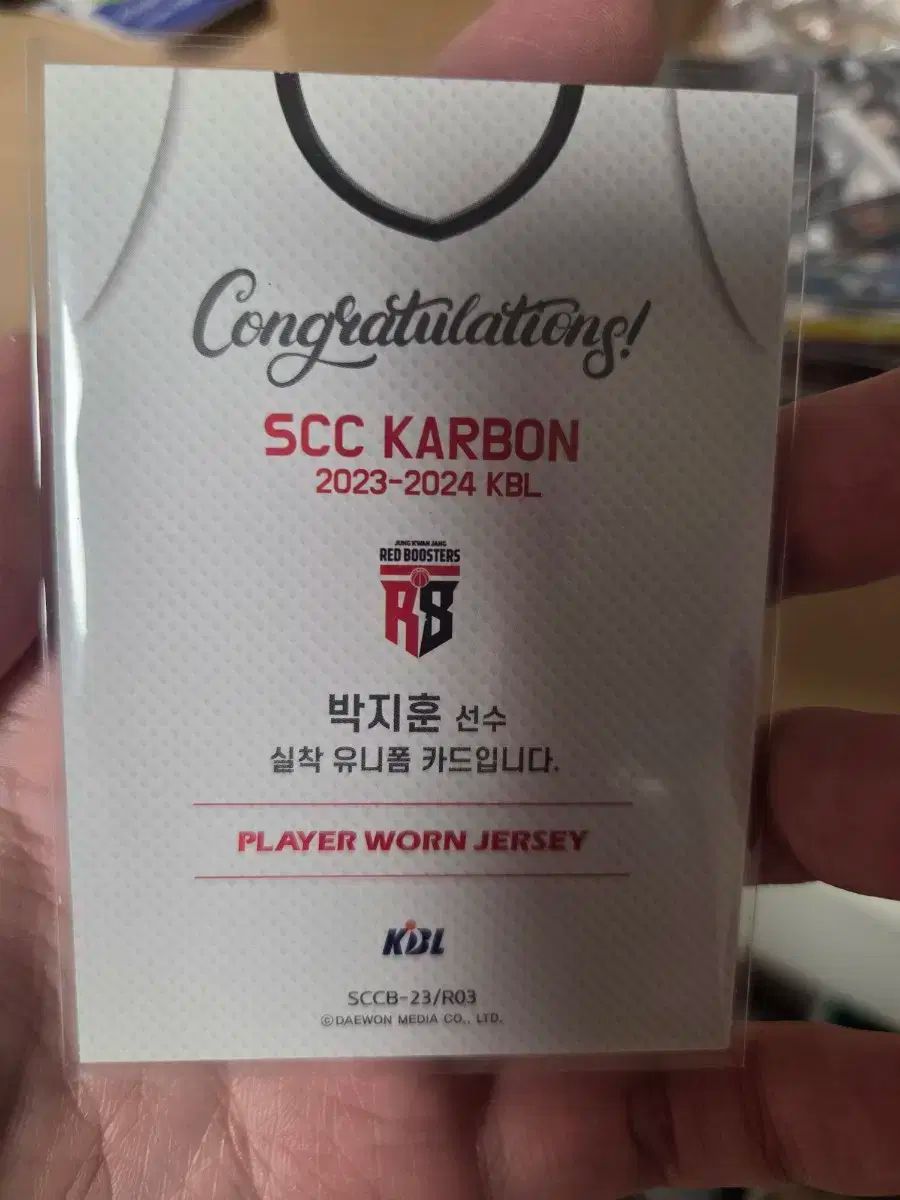 Congratulations!
SCC KARBON
2023-2024 KBL
JUNG KWAN JANG
RED BOOSTERS
RB
박지훈 선수
실착 유니폼 카드입니다.
PLAYER WORN JERSEY
KBL
SCCB-23/R03
©DAEWON MEDIA CO., LTD.